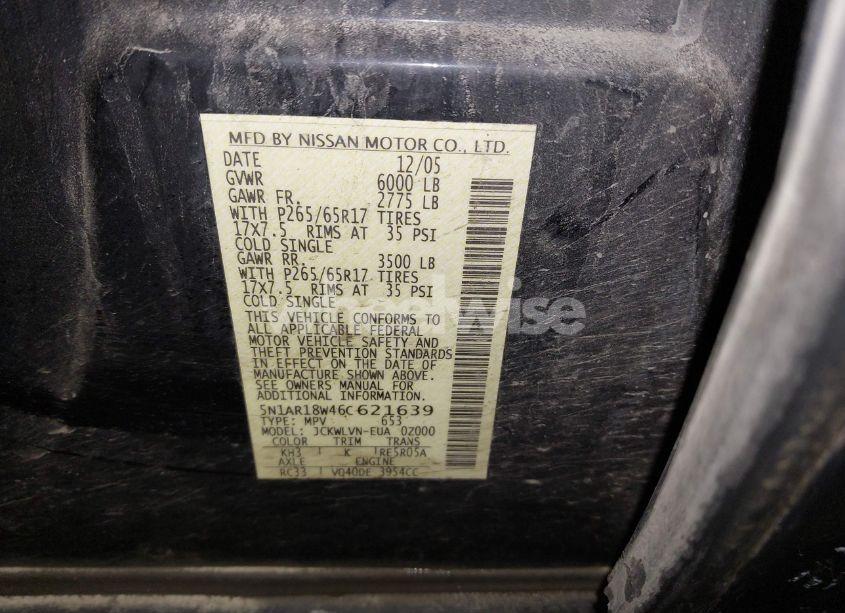 MFD BY NISSAN MOTOR CO., LTD.
DATE 12/05
GVWR 6000 LB
GAWR FR. 2775 LB
WITH P265/65R17 TIRES
17X7.5 RIMS AT 35 PSI
COLD SINGLE
GAWR RR. 3500 LB
WITH P265/65R17 TIRES
17X7.5 RIMS AT 35 PSI
COLD SINGLE
THIS VEHICLE CONFORMS TO
ALL APPLICABLE FEDERAL
MOTOR VEHICLE SAFETY AND
THEFT PREVENTION STANDARDS
IN EFFECT ON THE DATE OF
MANUFACTURE SHOWN ABOVE.
SEE OWNERS MANUAL FOR
ADDITIONAL INFORMATION.
5N1AR18W46C621639
TYPE: MPV 653
MODEL: JCKWLVN-EUA 0Z000
COLOR TRIM TRANS
KH3 K RE5R05A
AXLE ENGINE
RC33 VQ40DE 3954CC